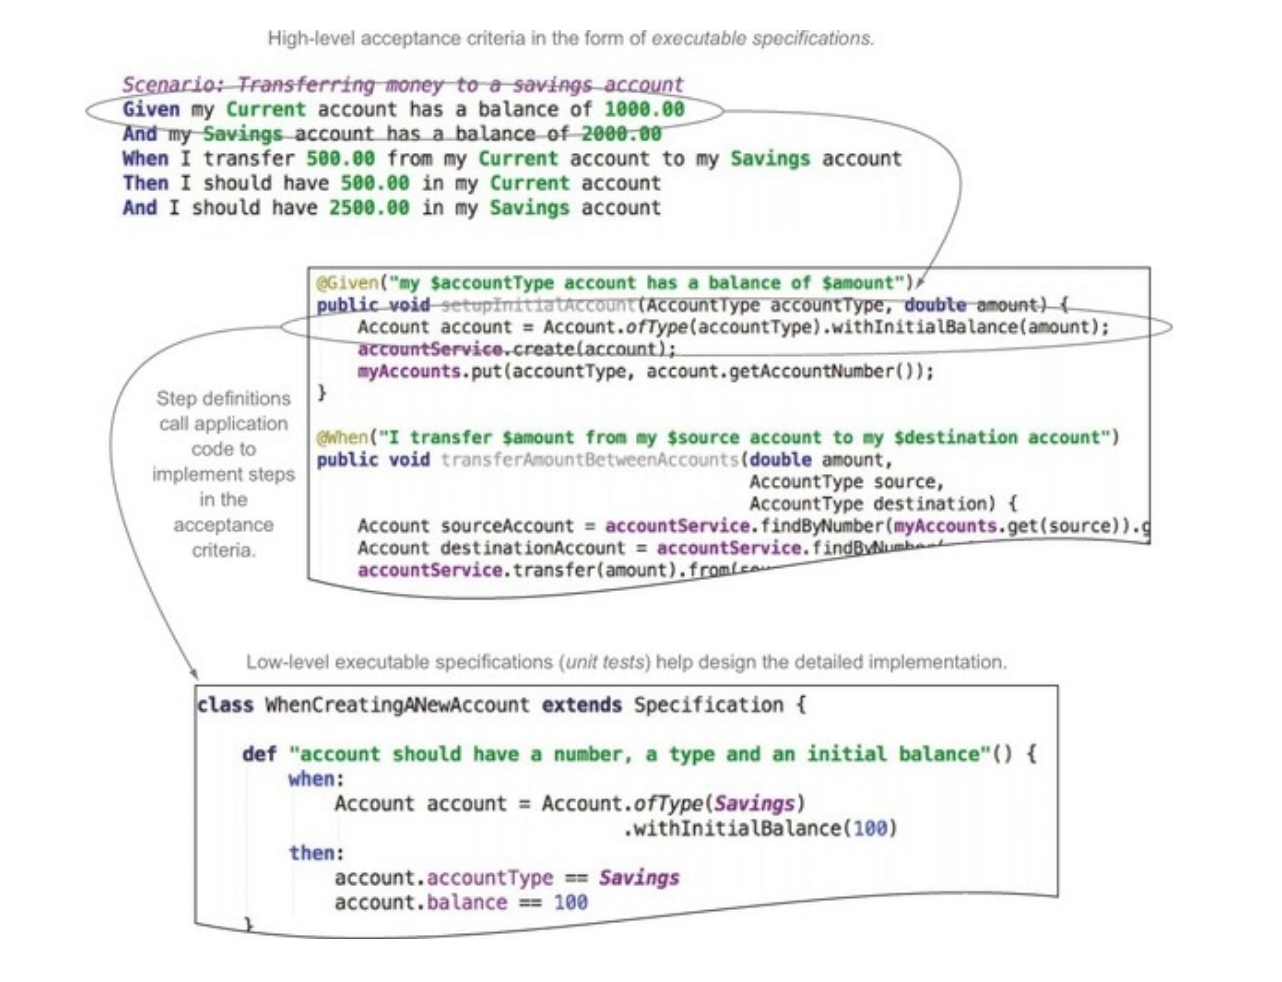 High-level acceptance criteria in the form of executable specifications.
Scenario: Transferring money to a savings account
Given my Current account has a balance of 1000.00
And my Savings account has a balance of 2000.00
When I transfer 500.00 from my Current account to my Savings account
Then I should have 500.00 in my Current account
And I should have 2500.00 in my Savings account
@Given("my $accountType account has a balance of $amount")
public void setupInitialAccount(AccountType accountType, double amount) {
Account account = Account.ofType(accountType).withInitialBalance(amount);
accountService.create(account);
myAccounts.put(accountType, account.getAccountNumber());
}
@When("I transfer $amount from my $source account to my $destination account")
public void transferAmountBetweenAccounts(double amount,
AccountType source,
AccountType destination) {
Account sourceAccount = accountService.findByNumber(myAccounts.get(source)).g
Account destinationAccount = accountService.findByNumber(
accountService.transfer(amount).from(
Step definitions
call application
code to
implement steps
in the
acceptance
criteria.
Low-level executable specifications (unit tests) help design the detailed implementation.
class WhenCreatingANewAccount extends Specification {
def "account should have a number, a type and an initial balance"() {
when:
Account account = Account.ofType(Savings)
.withInitialBalance(100)
then:
account.accountType == Savings
account.balance == 100
}